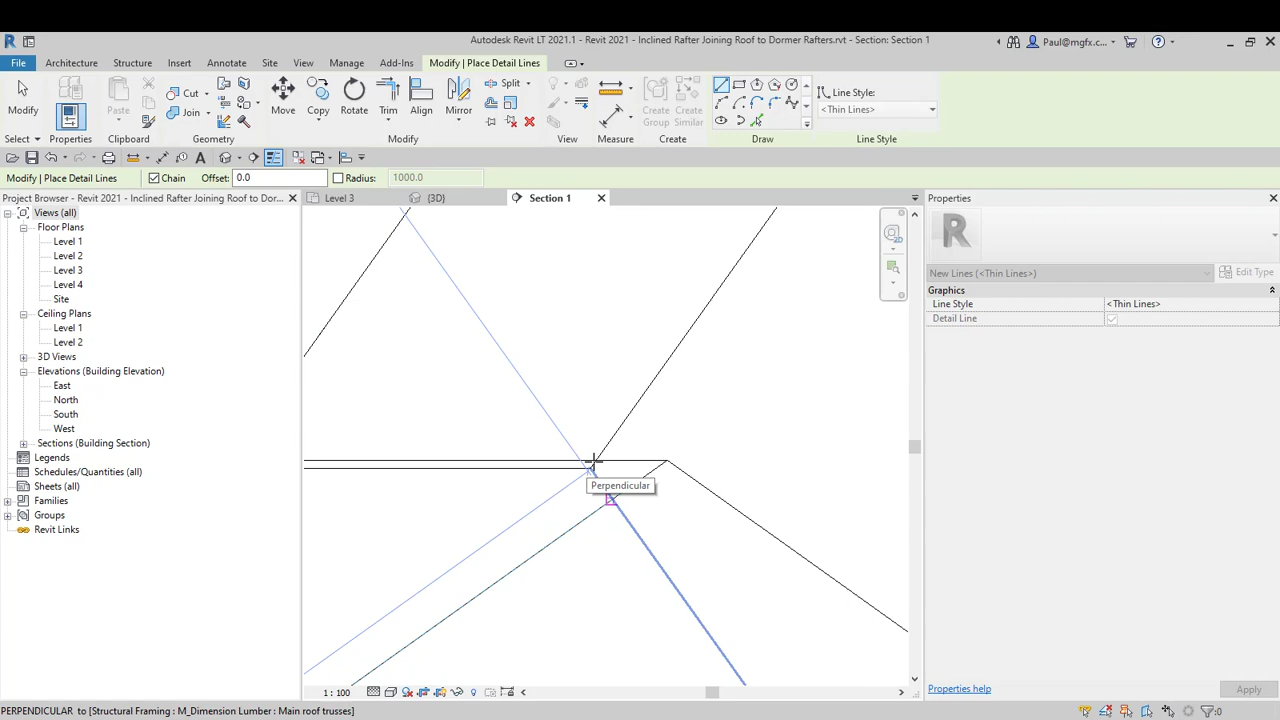 Autodesk Revit LT 2021.1 - Revit 2021 - Inclined Rafter Joining Roof to Dormer Rafters.rvt - Section: Section 1
Paul@mgfx.c...
File Architecture Structure Insert Annotate Site View Manage Add-Ins Modify | Place Detail Lines
Modify Paste Cut Join Move Copy Rotate Trim Align Mirror Split Create Group Create Similar Line Style:
<Thin Lines>
Select Properties Clipboard Geometry Modify View Measure Create Draw Line Style
Modify | Place Detail Lines Chain Offset: 0.0 Radius: 1000.0
Project Browser - Revit 2021 - Inclined Rafter Joining Roof to Dor...
Level 3
(3D)
Section 1
Properties
Views (all)
Floor Plans
Level 1
Level 2
Level 3
Level 4
Site
Ceiling Plans
Level 1
Level 2
3D Views
Elevations (Building Elevation)
East
North
South
West
Sections (Building Section)
Legends
Schedules/Quantities (all)
Sheets (all)
Families
Groups
Revit Links
2D
Perpendicular
R
New Lines (<Thin Lines>) Edit Type
Graphics
Line Style <Thin Lines>
Detail Line
1 : 100
Properties help Apply
PERPENDICULAR to [Structural Framing : M_Dimension Lumber : Main roof trusses]
:0